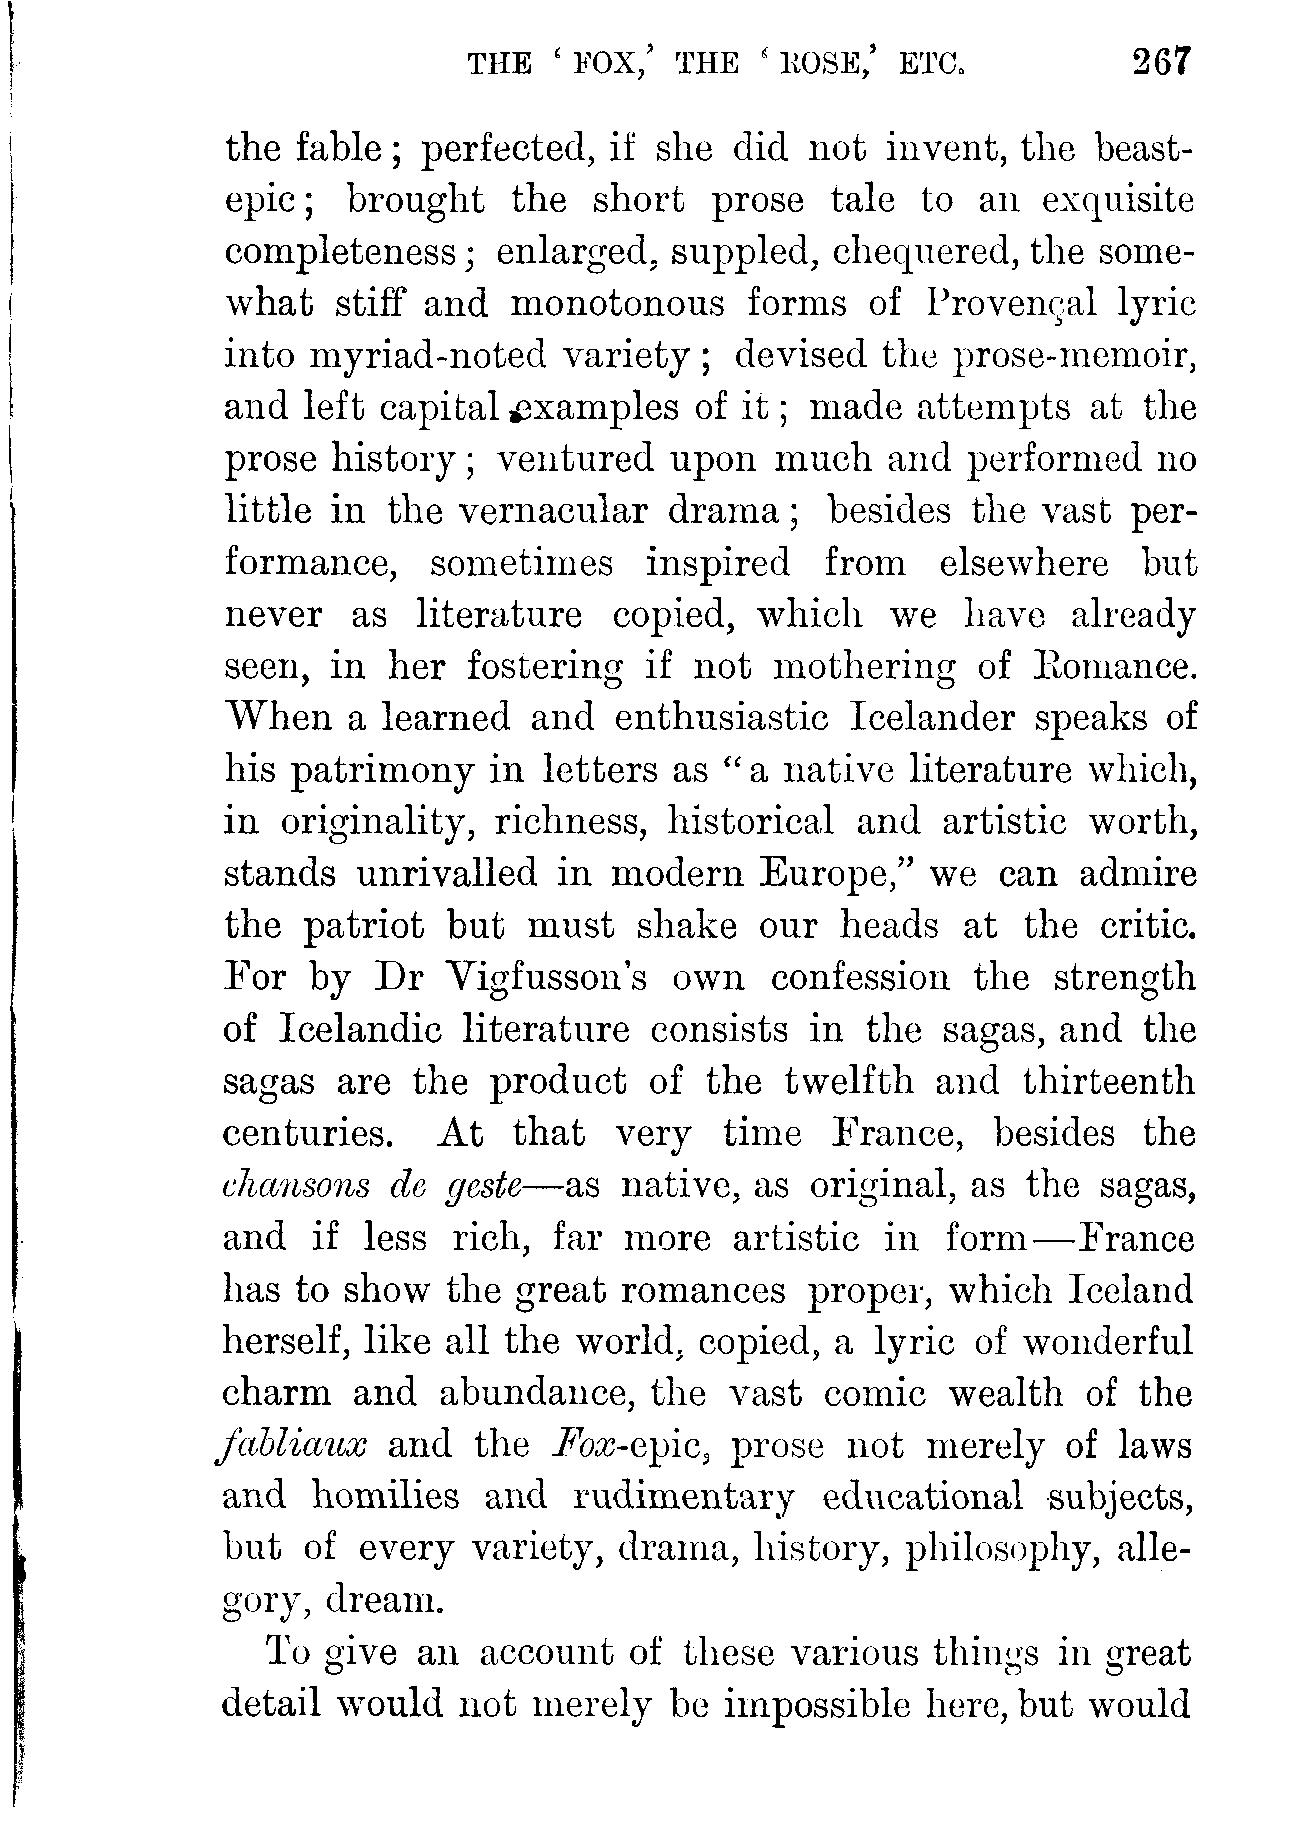 THE ‘ FOX,’ THE ‘ ROSE,’ ETC. 267
the fable ; perfected, if she did not invent, the beast-
epic ; brought the short prose tale to an exquisite
completeness ; enlarged, suppled, chequered, the some-
what stiff and monotonous forms of Provençal lyric
into myriad-noted variety ; devised the prose-memoir,
and left capital examples of it ; made attempts at the
prose history ; ventured upon much and performed no
little in the vernacular drama ; besides the vast per-
formance, sometimes inspired from elsewhere but
never as literature copied, which we have already
seen, in her fostering if not mothering of Romance.
When a learned and enthusiastic Icelander speaks of
his patrimony in letters as “ a native literature which,
in originality, richness, historical and artistic worth,
stands unrivalled in modern Europe,” we can admire
the patriot but must shake our heads at the critic.
For by Dr Vigfusson's own confession the strength
of Icelandic literature consists in the sagas, and the
sagas are the product of the twelfth and thirteenth
centuries. At that very time France, besides the
chansons de geste—as native, as original, as the sagas,
and if less rich, far more artistic in form—France
has to show the great romances proper, which Iceland
herself, like all the world, copied, a lyric of wonderful
charm and abundance, the vast comic wealth of the
fabliaux and the Fox-epic, prose not merely of laws
and homilies and rudimentary educational subjects,
but of every variety, drama, history, philosophy, alle-
gory, dream.
To give an account of these various things in great
detail would not merely be impossible here, but would